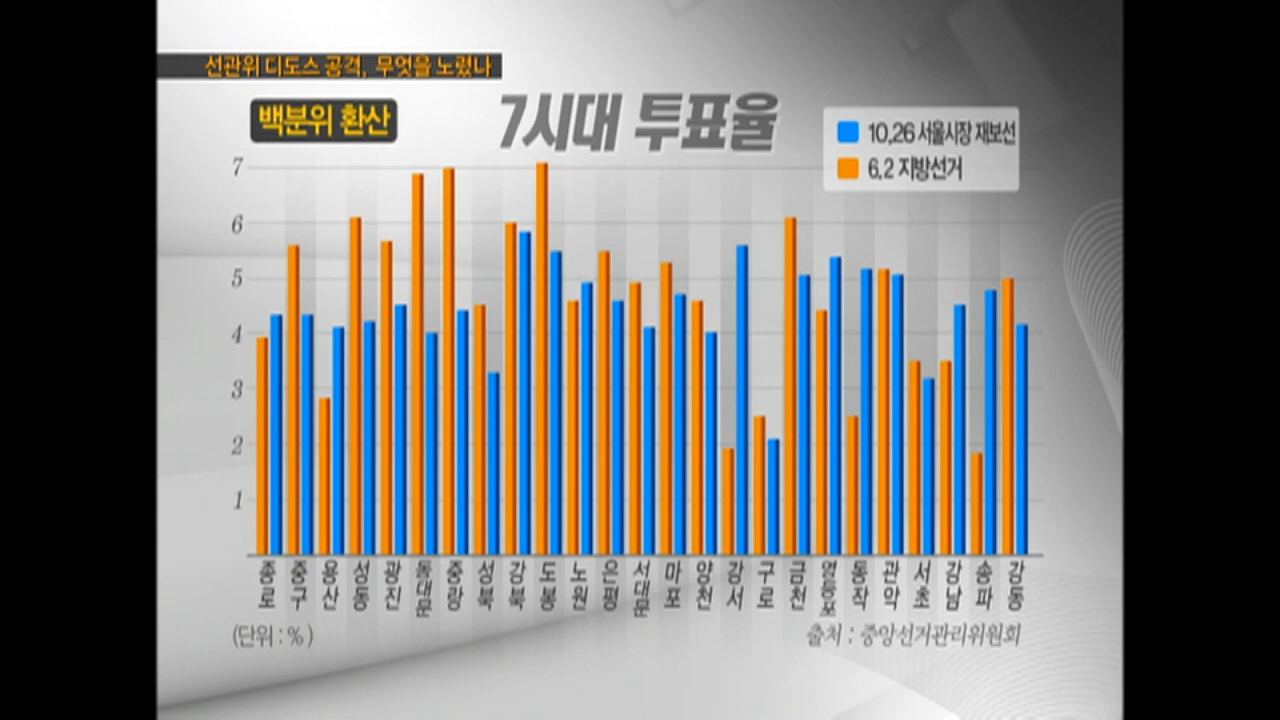 선관위 디도스 공격, 무엇을 노렸나
백분위 환산
7시대 투표율
10.26 서울시장 재보선
6.2 지방선거
7
6
5
4
3
2
1
종로 중구 용산 성동 광진 동대문 중랑 성북 강북 도봉 노원 은평 서대문 마포 양천 강서 구로 금천 영등포 동작 관악 서초 강남 송파 강동
(단위 : %)
출처 : 중앙선거관리위원회